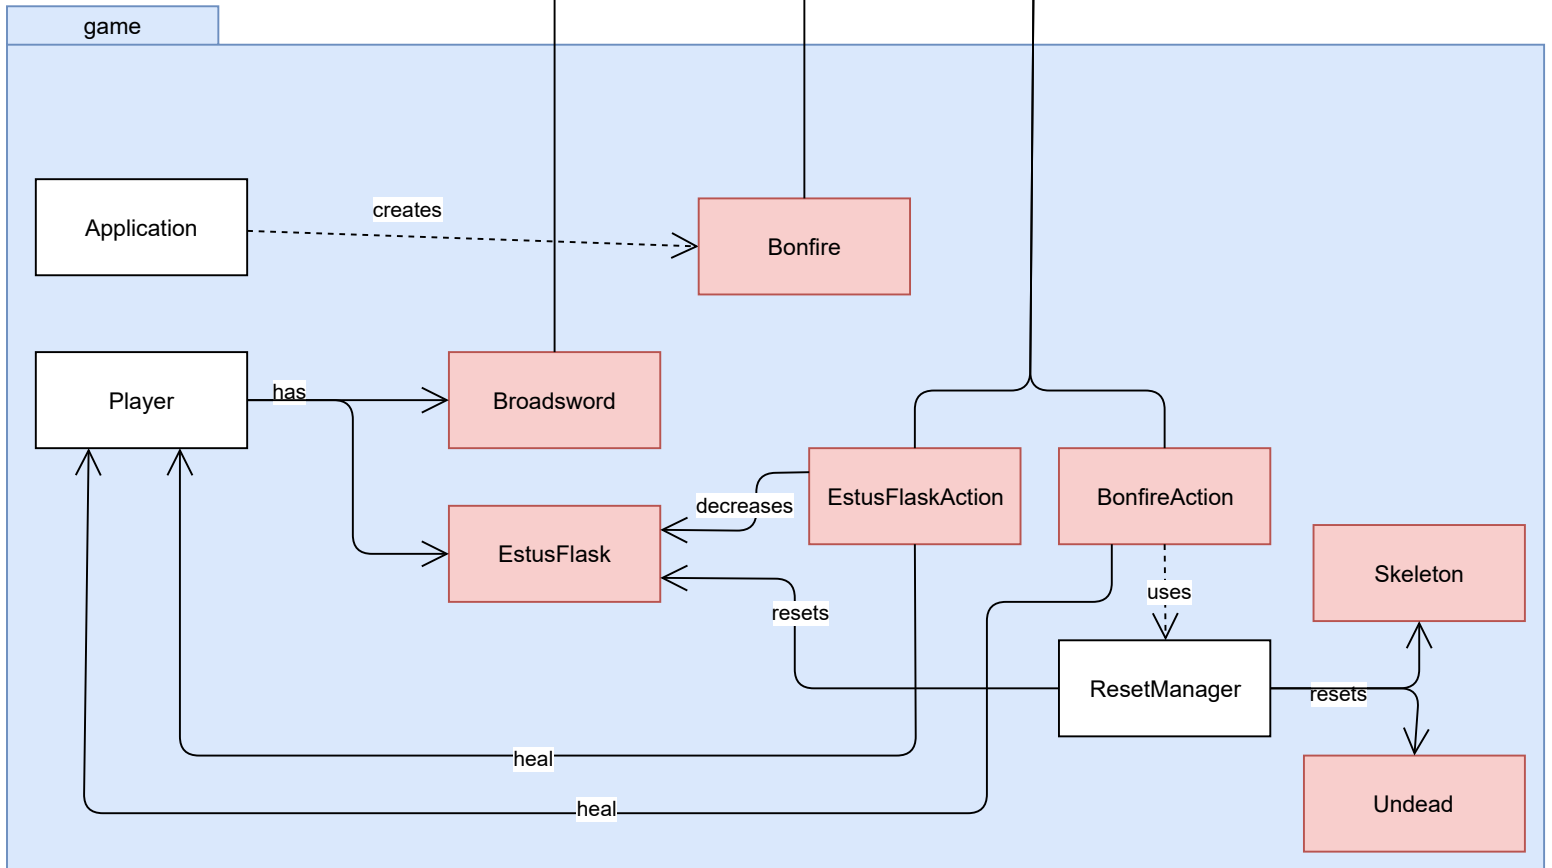 game
creates
Application
Bonfire
Player
has
Broadsword
EstusFlaskAction
BonfireAction
decreases
EstusFlask
Skeleton
uses
resets
ResetManager
resets
heal
heal
Undead